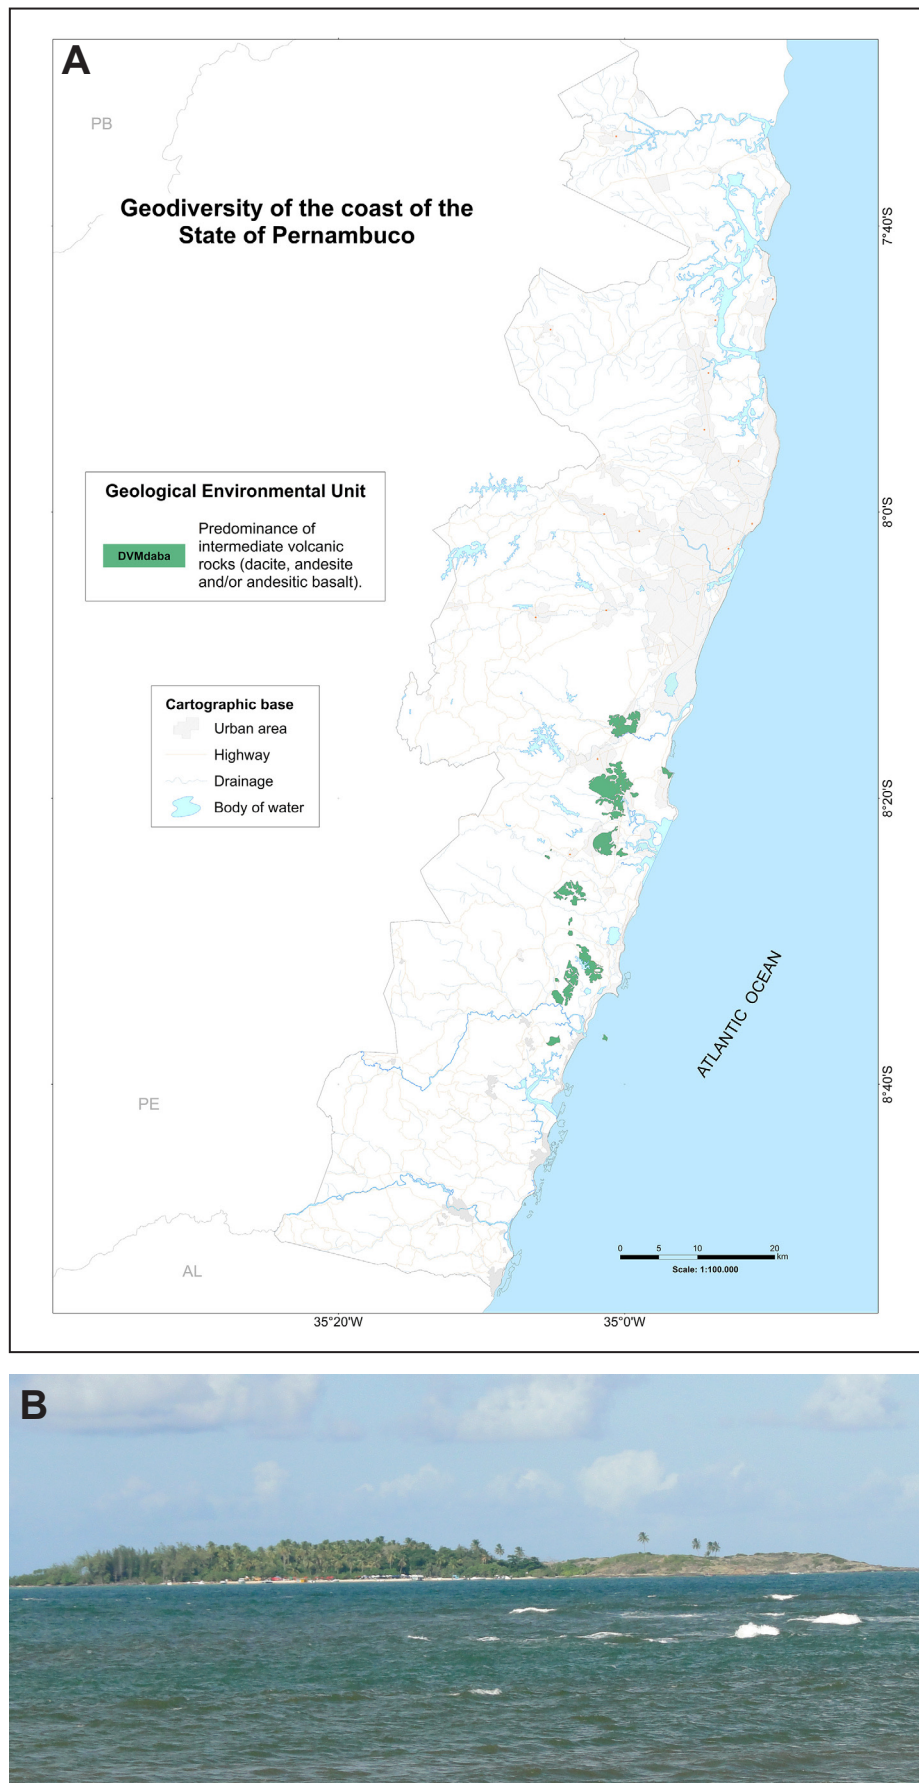 A
PB
Geodiversity of the coast of the
State of Pernambuco
7°40'S
Geological Environmental Unit
DVMdaba
Predominance of
intermediate volcanic
rocks (dacite, andesite
and/or andesitic basalt).
8°0'S
Cartographic base
Urban area
Highway
Drainage
Body of water
8°20'S
ATLANTIC OCEAN
8°40'S
PE
AL
0 5 10 20
km
Scale: 1:100.000
35°20'W
35°0'W
B